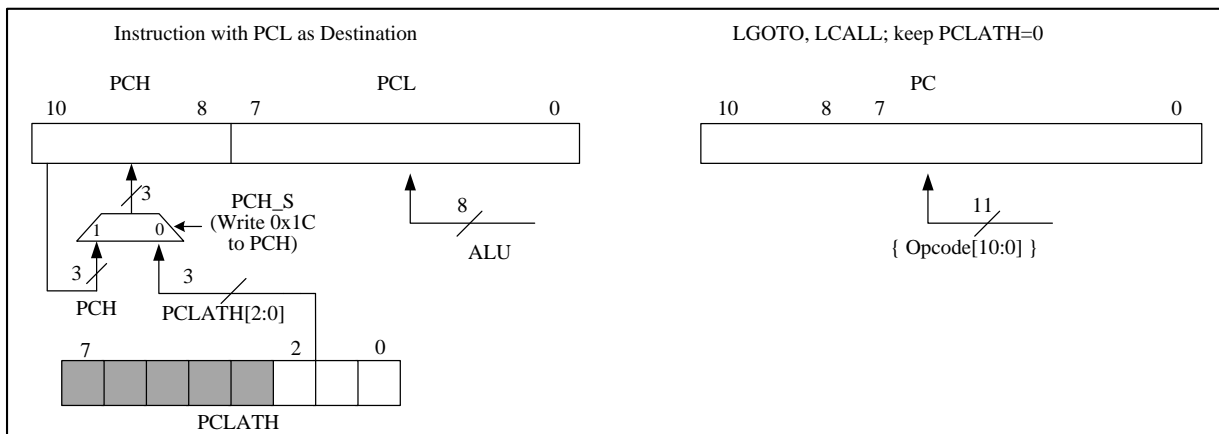 Instruction with PCL as Destination
LGOTO, LCALL; keep PCLATH=0
PCH
PCL
10
8
7
0
3
1
0
PCH_S
(Write 0x1C
to PCH)
8
ALU
3
PCH
3
PCLATH[2:0]
7
2
0
PCLATH
PC
10
8
7
0
11
{ Opcode[10:0] }